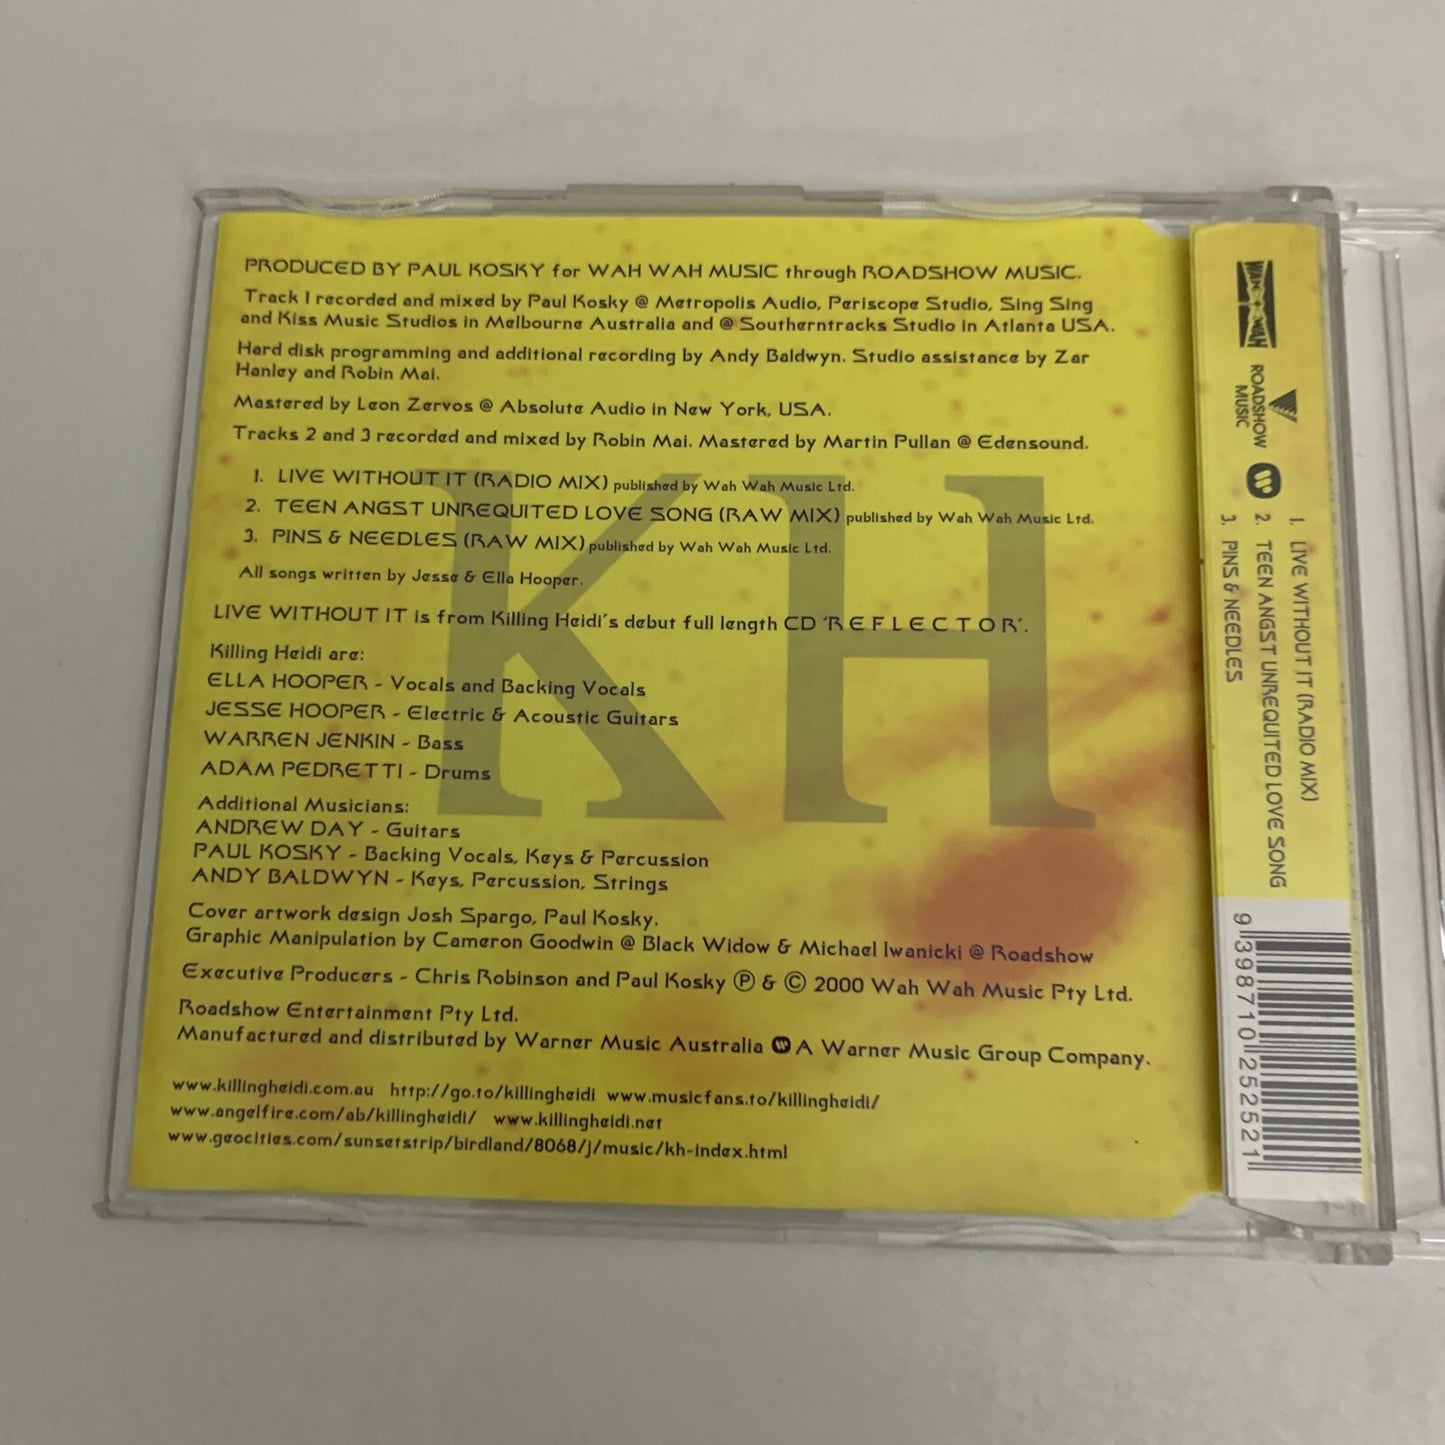 PRODUCED BY PAUL KOSKY for WAH WAH MUSIC through ROADSHOW MUSIC.
Track 1 recorded and mixed by Paul Kosky @ Metropolis Audio, Periscope Studio, Sing Sing
and Kiss Music Studios in Melbourne Australia and @ Southerntracks Studio in Atlanta USA.
Hard disk programming and additional recording by Andy Baldwyn. Studio assistance by Zar
Hanley and Robin Mai.
Mastered by Leon Zervos @ Absolute Audio in New York, USA.
Tracks 2 and 3 recorded and mixed by Robin Mai. Mastered by Martin Pullan @ Edensound.
KH
1. LIVE WITHOUT IT (RADIO MIX) published by Wah Wah Music Ltd.
2. TEEN ANGST UNREQUITED LOVE SONG (RAW MIX) published by Wah Wah Music Ltd.
3. PINS & NEEDLES (RAW MIX) published by Wah Wah Music Ltd.
All songs written by Jesse & Ella Hooper.
LIVE WITHOUT IT is from Killing Heidi's debut full length CD 'R E F L E C T O R'.
Killing Heidi are:
ELLA HOOPER - Vocals and Backing Vocals
JESSE HOOPER - Electric & Acoustic Guitars
WARREN JENKIN - Bass
ADAM PEDRETTI - Drums
Additional Musicians:
ANDREW DAY - Guitars
PAUL KOSKY - Backing Vocals, Keys & Percussion
ANDY BALDWYN - Keys, Percussion, Strings
Cover artwork design Josh Spargo, Paul Kosky.
Graphic Manipulation by Cameron Goodwin @ Black Widow & Michael Iwanicki @ Roadshow
Executive Producers - Chris Robinson and Paul Kosky Ⓟ & © 2000 Wah Wah Music Pty Ltd.
Roadshow Entertainment Pty Ltd.
Manufactured and distributed by Warner Music Australia A Warner Music Group Company.
www.killingheidi.com.au http://go.to/killingheidi www.musicfans.to/killingheidi/
www.angelfire.com/ab/killingheidi/ www.killingheidi.net
www.geocities.com/sunsetstrip/birdland/8068/j/music/kh-index.html
WAH WAH
ROADSHOW
MUSIC
1. LIVE WITHOUT IT (RADIO MIX)
2. TEEN ANGST UNREQUITED LOVE SONG
3. PINS & NEEDLES
9 398710 252521